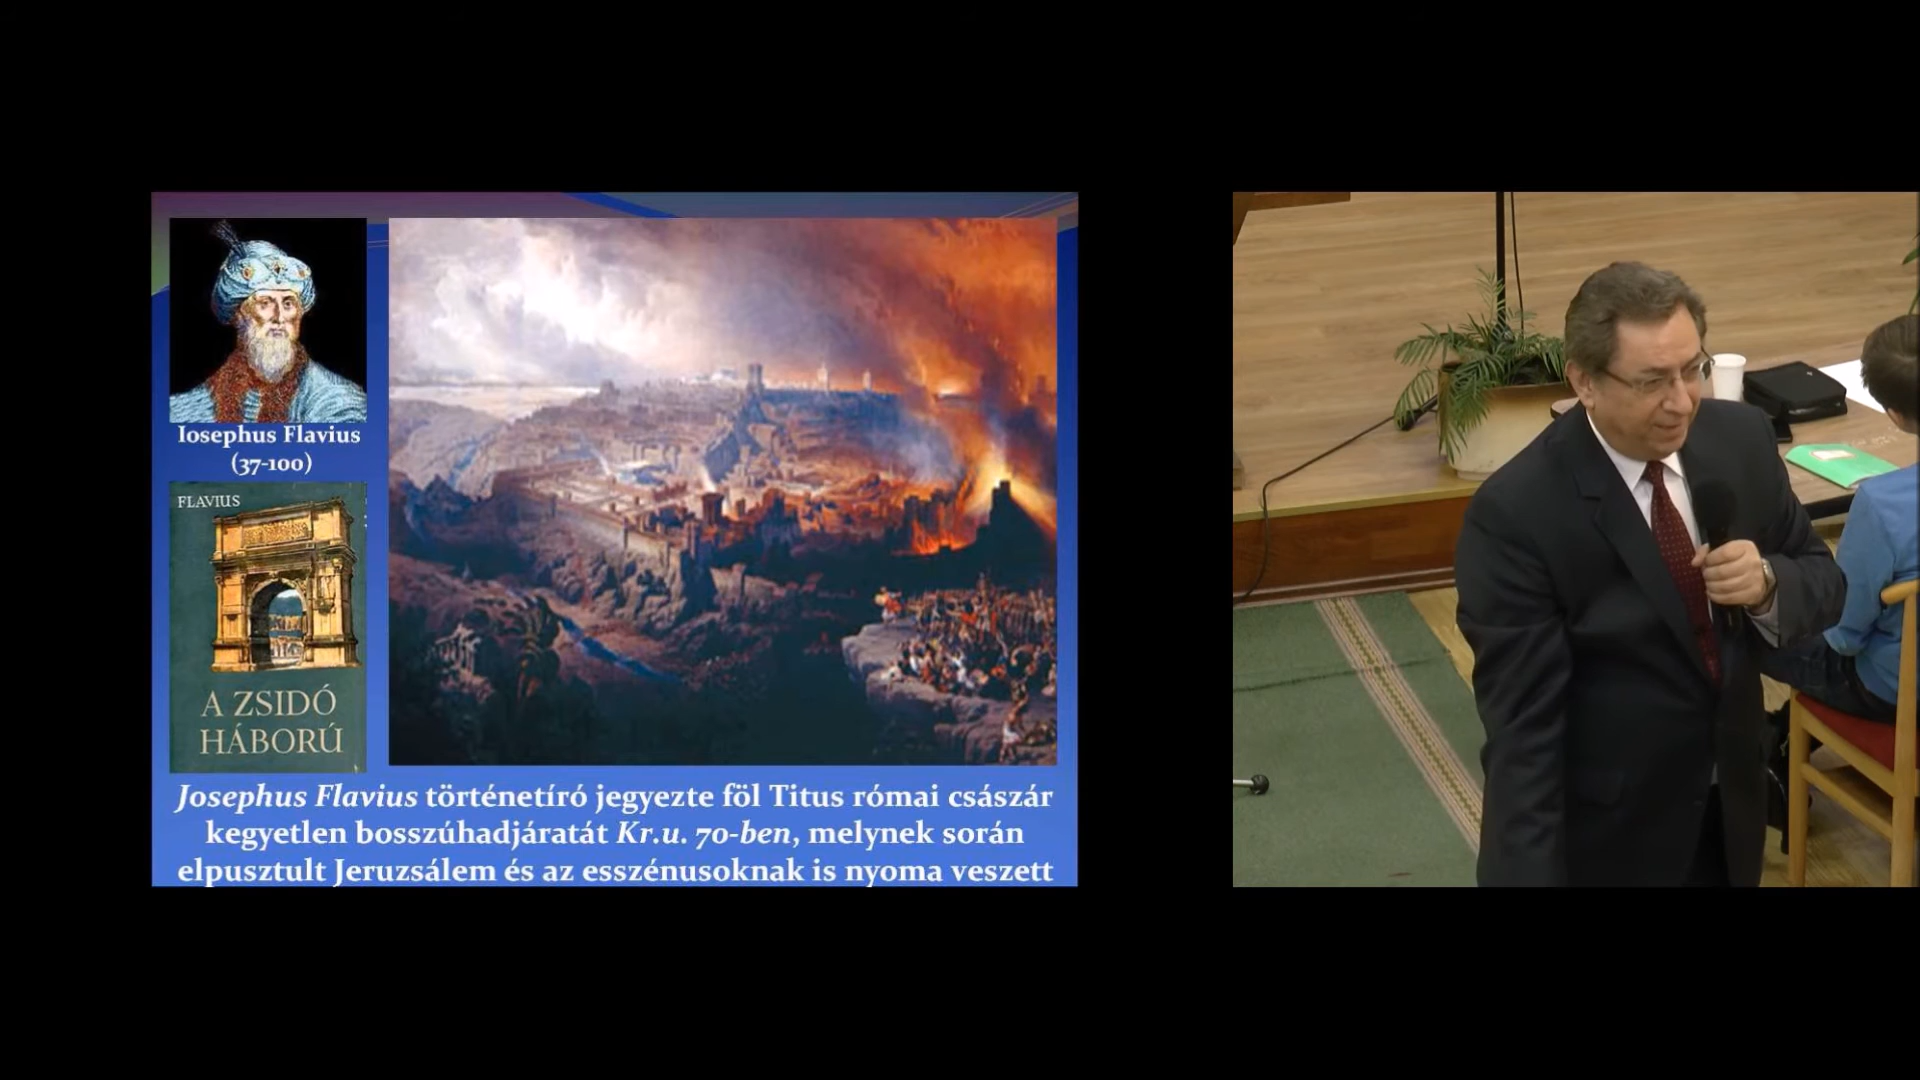 Iosephus Flavius
(37-100)
FLAVIUS
A ZSIDÓ
HÁBORÚ
Josephus Flavius történetíró jegyezte föl Titus római császár
kegyetlen bosszúhadjáratát Kr.u. 70-ben, melynek során
elpusztult Jeruzsálem és az esszénusoknak is nyoma veszett